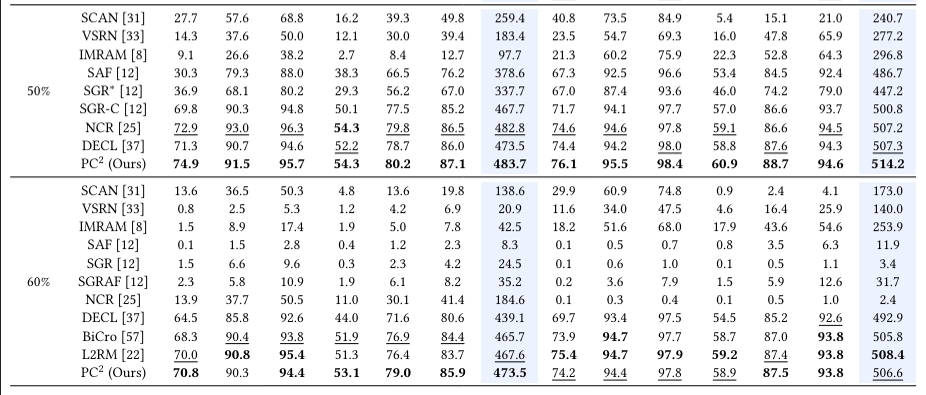 SCAN [31] 27.7 57.6 68.8 16.2 39.3 49.8 259.4 40.8 73.5 84.9 5.4 15.1 21.0 240.7
VSRN [33] 14.3 37.6 50.0 12.1 30.0 39.4 183.4 23.5 54.7 69.3 16.0 47.8 65.9 277.2
IMRAM [8] 9.1 26.6 38.2 2.7 8.4 12.7 97.7 21.3 60.2 75.9 22.3 52.8 64.3 296.8
SAF [12] 30.3 79.3 88.0 38.3 66.5 76.2 378.6 67.3 92.5 96.6 53.4 84.5 92.4 486.7
50% SGR* [12] 36.9 68.1 80.2 29.3 56.2 67.0 337.7 67.0 87.4 93.6 46.0 74.2 79.0 447.2
SGR-C [12] 69.8 90.3 94.8 50.1 77.5 85.2 467.7 71.7 94.1 97.7 57.0 86.6 93.7 500.8
NCR [25] 72.9 93.0 96.3 54.3 79.8 86.5 482.8 74.6 94.6 97.8 59.1 86.6 94.5 507.2
DECL [37] 71.3 90.7 94.6 52.2 78.7 86.0 473.5 74.4 94.2 98.0 58.8 87.6 94.3 507.3
PC² (Ours) 74.9 91.5 95.7 54.3 80.2 87.1 483.7 76.1 95.5 98.4 60.9 88.7 94.6 514.2
SCAN [31] 13.6 36.5 50.3 4.8 13.6 19.8 138.6 29.9 60.9 74.8 0.9 2.4 4.1 173.0
VSRN [33] 0.8 2.5 5.3 1.2 4.2 6.9 20.9 11.6 34.0 47.5 4.6 16.4 25.9 140.0
IMRAM [8] 1.5 8.9 17.4 1.9 5.0 7.8 42.5 18.2 51.6 68.0 17.9 43.6 54.6 253.9
SAF [12] 0.1 1.5 2.8 0.4 1.2 2.3 8.3 0.1 0.5 0.7 0.8 3.5 6.3 11.9
SGR [12] 1.5 6.6 9.6 0.3 2.3 4.2 24.5 0.1 0.6 1.0 0.1 0.5 1.1 3.4
60% SGRAF [12] 2.3 5.8 10.9 1.9 6.1 8.2 35.2 0.2 3.6 7.9 1.5 5.9 12.6 31.7
NCR [25] 13.9 37.7 50.5 11.0 30.1 41.4 184.6 0.1 0.3 0.4 0.1 0.5 1.0 2.4
DECL [37] 64.5 85.8 92.6 44.0 71.6 80.6 439.1 69.7 93.4 97.5 54.5 85.2 92.6 492.9
BiCro [57] 68.3 90.4 93.8 51.9 76.9 84.4 465.7 73.9 94.7 97.7 58.7 87.0 93.8 505.8
L2RM [22] 70.0 90.8 95.4 51.3 76.4 83.7 467.6 75.4 94.7 97.9 59.2 87.4 93.8 508.4
PC² (Ours) 70.8 90.3 94.4 53.1 79.0 85.9 473.5 74.2 94.4 97.8 58.9 87.5 93.8 506.6